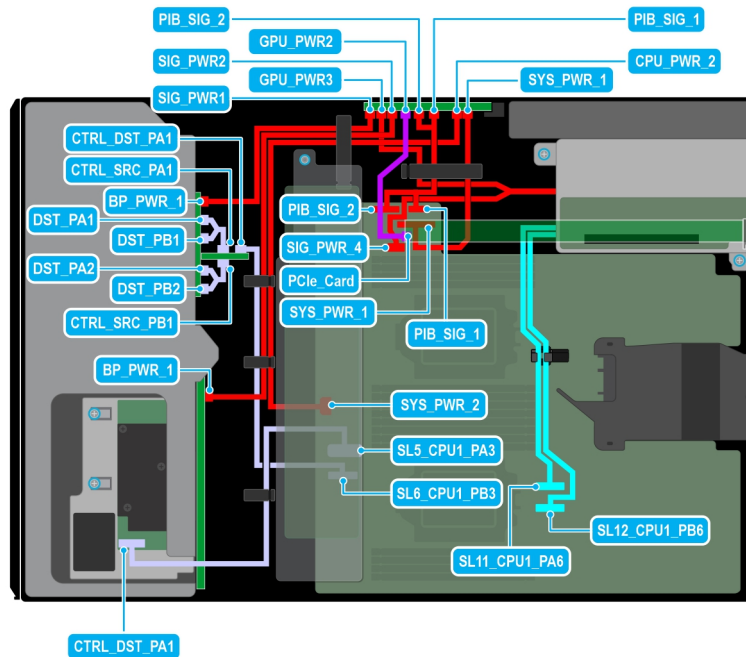 PIB_SIG_2
PIB_SIG_1
GPU_PWR2
SIG_PWR2
CPU_PWR_2
GPU_PWR3
SYS_PWR_1
SIG_PWR1
CTRL_DST_PA1
CTRL_SRC_PA1
BP_PWR_1
DST_PA1
PIB_SIG_2
DST_PB1
SIG_PWR_4
DST_PA2
PCIe_Card
DST_PB2
SYS_PWR_1
CTRL_SRC_PB1
PIB_SIG_1
BP_PWR_1
SYS_PWR_2
SL5_CPU1_PA3
SL6_CPU1_PB3
SL12_CPU1_PB6
SL11_CPU1_PA6
CTRL_DST_PA1